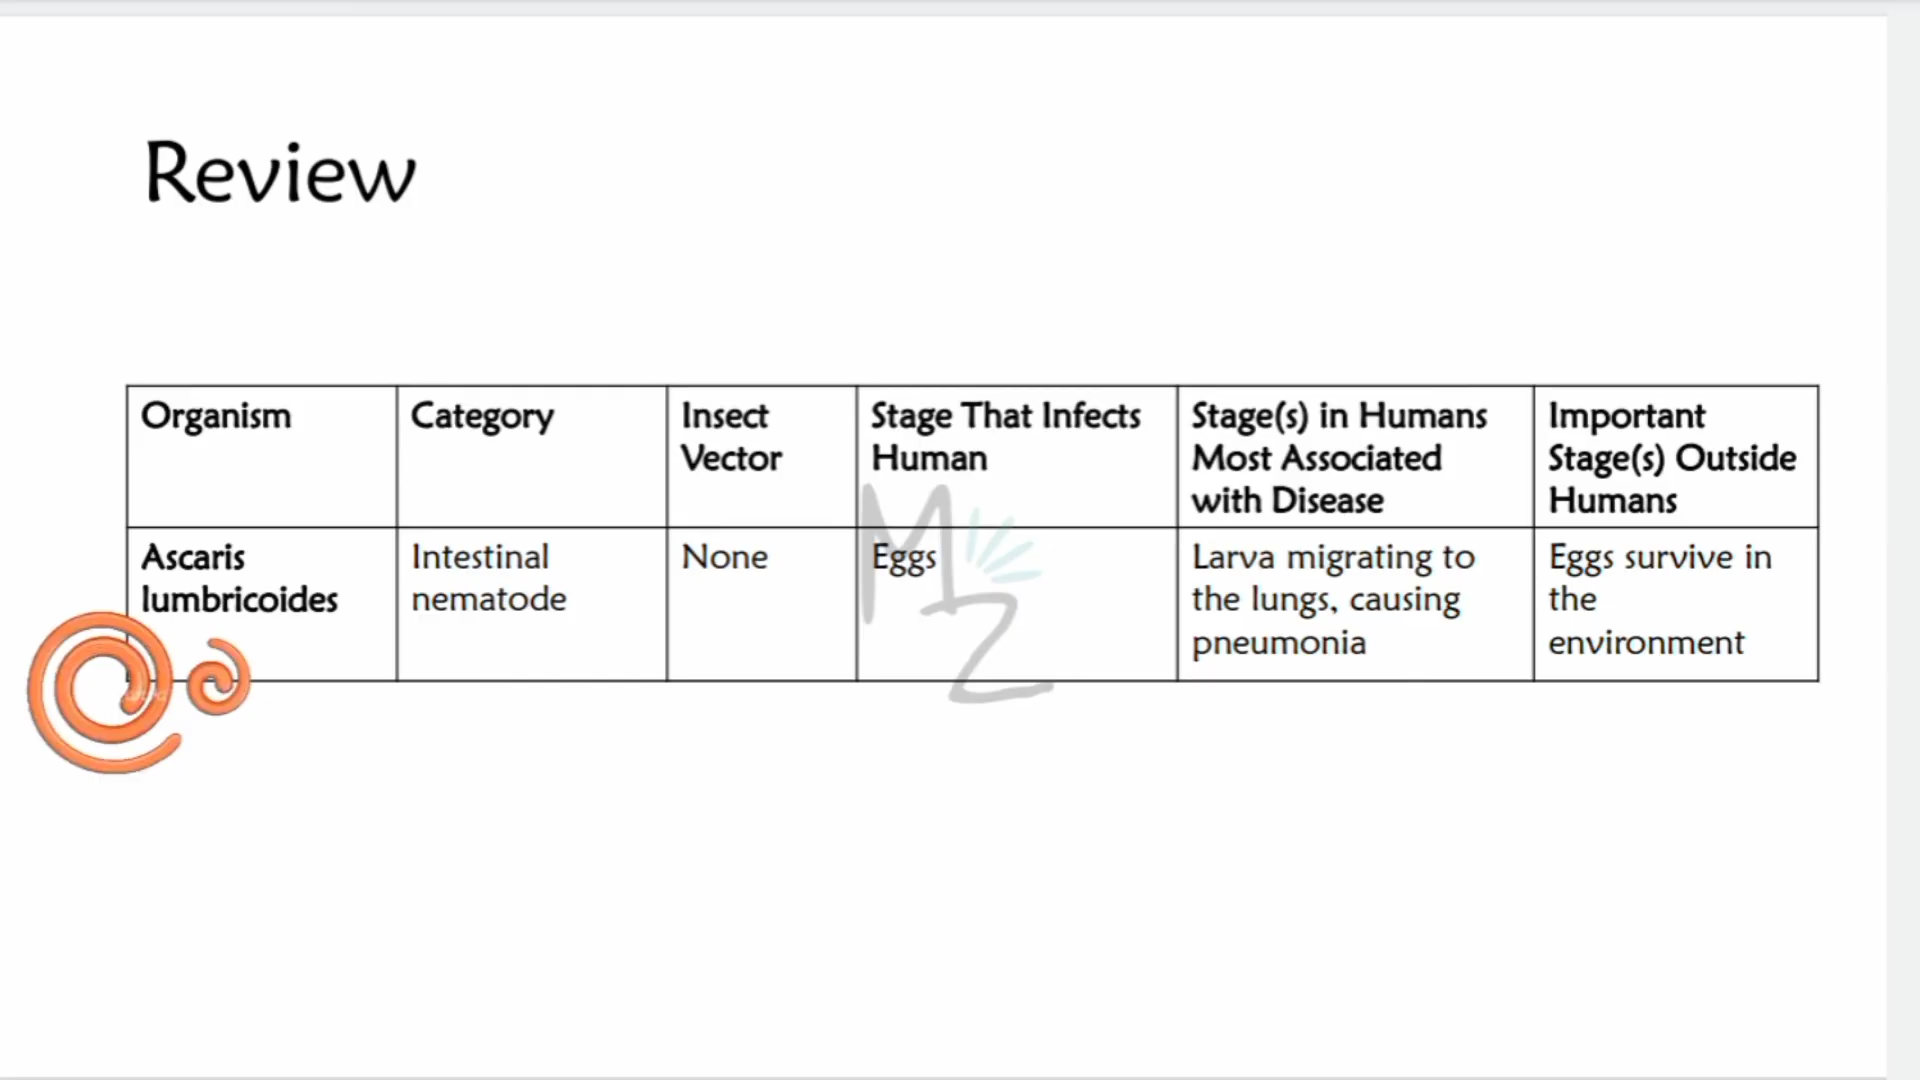 Review
Organism
Category
Insect
Vector
Stage That Infects
Human
Stage(s) in Humans
Most Associated
with Disease
Important
Stage(s) Outside
Humans
Ascaris
lumbricoides
Intestinal
nematode
None
Eggs
Larva migrating to
the lungs, causing
pneumonia
Eggs survive in
the
environment
MZ